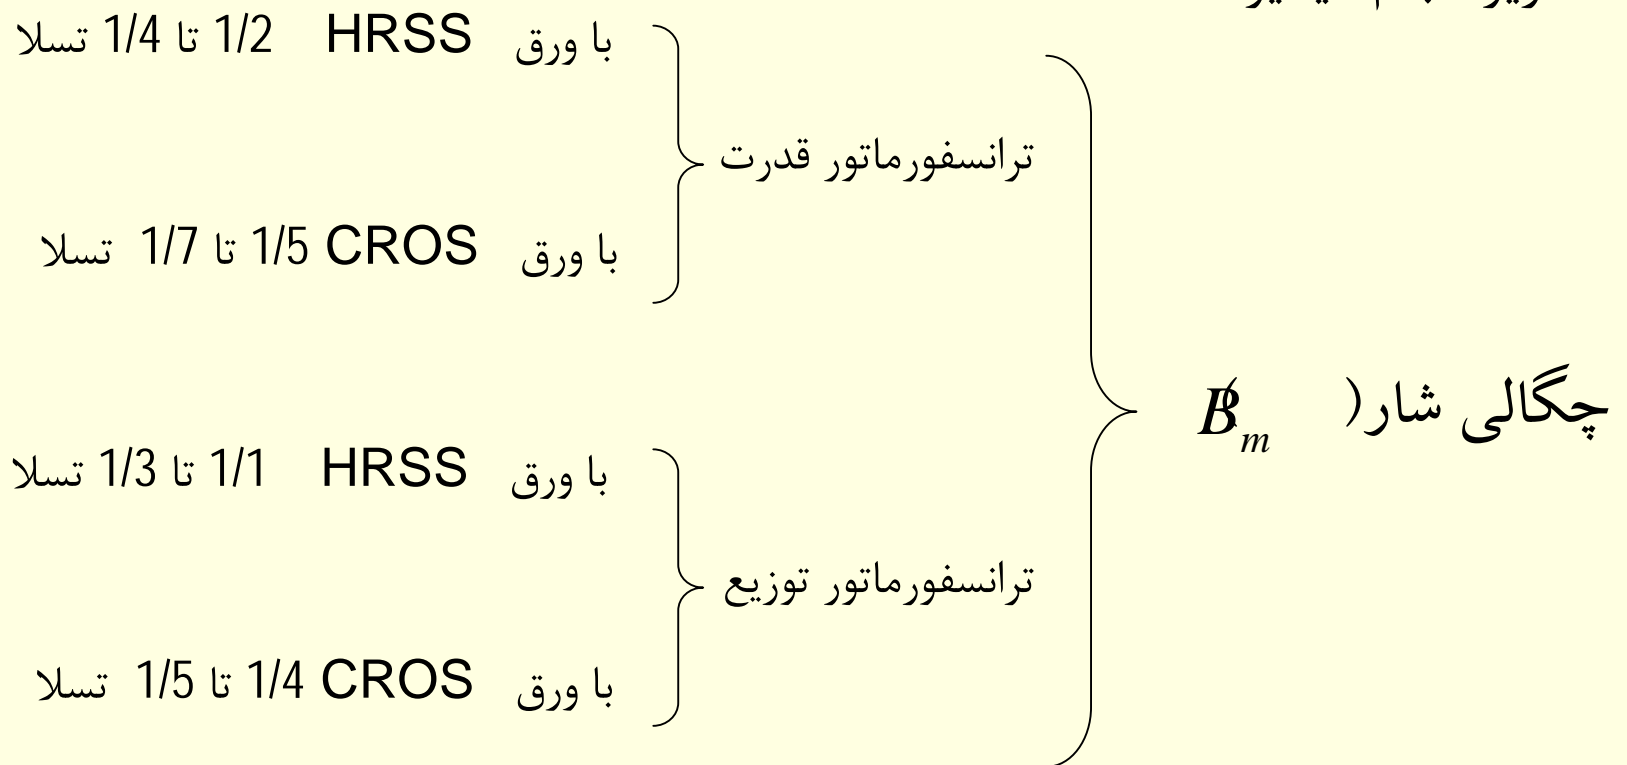 چگالی شار( Bm)
ترانسفورماتور قدرت
با ورق HRSS 1/2 تا 1/4 تسلا
با ورق CROS 1/5 تا 1/7 تسلا
ترانسفورماتور توزیع
با ورق HRSS 1/1 تا 1/3 تسلا
با ورق CROS 1/4 تا 1/5 تسلا